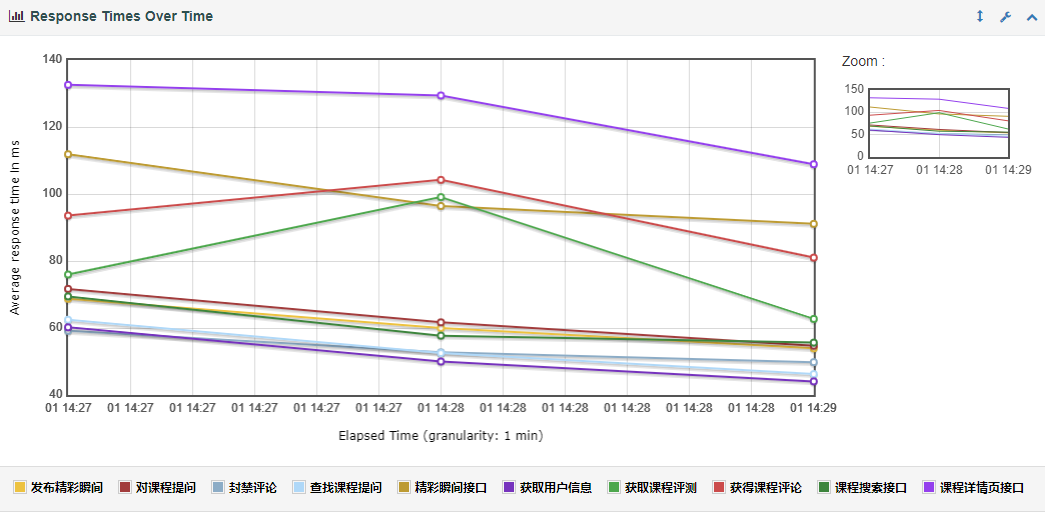 Response Times Over Time
Zoom :
140
120
100
80
60
40
Average response time in ms
01 14:27 01 14:27 01 14:27 01 14:27 01 14:27 01 14:27 01 14:28 01 14:28 01 14:28 01 14:28 01 14:28 01 14:28 01 14:29
Elapsed Time (granularity: 1 min)
150
100
50
0
01 14:27 01 14:28 01 14:29
发布精彩瞬间 对课程提问 封禁评论 查找课程提问 精彩瞬间接口 获取用户信息 获取课程评测 获得课程评论 课程搜索接口 课程详情页接口